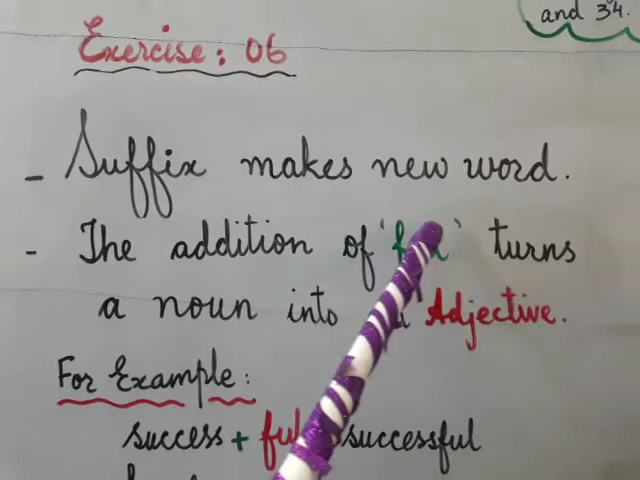 and 34.
Exercise: 06
- Suffix makes new word.
- The addition of turns
a noun into Adjective.
For Example:
success + ful successful